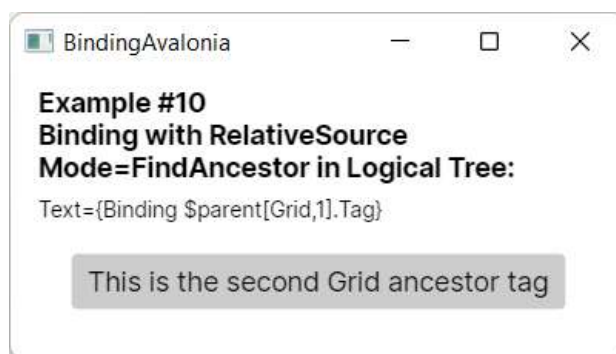 BindingAvalonia
Example #10
Binding with RelativeSource
Mode=FindAncestor in Logical Tree:
Text={Binding $parent[Grid,1].Tag}
This is the second Grid ancestor tag